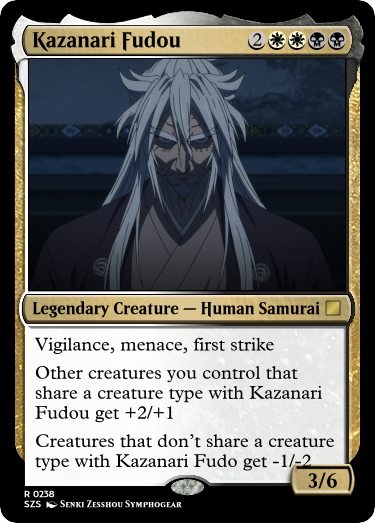 Kazanari Fudou 2
Legendary Creature — Human Samurai
Vigilance, menace, first strike
Other creatures you control that
share a creature type with Kazanari
Fudou get +2/+1
Creatures that don't share a creature
type with Kazanari Fudo get -1/-2
3/6
R 0238
SZS Senki Zesshou Symphogear